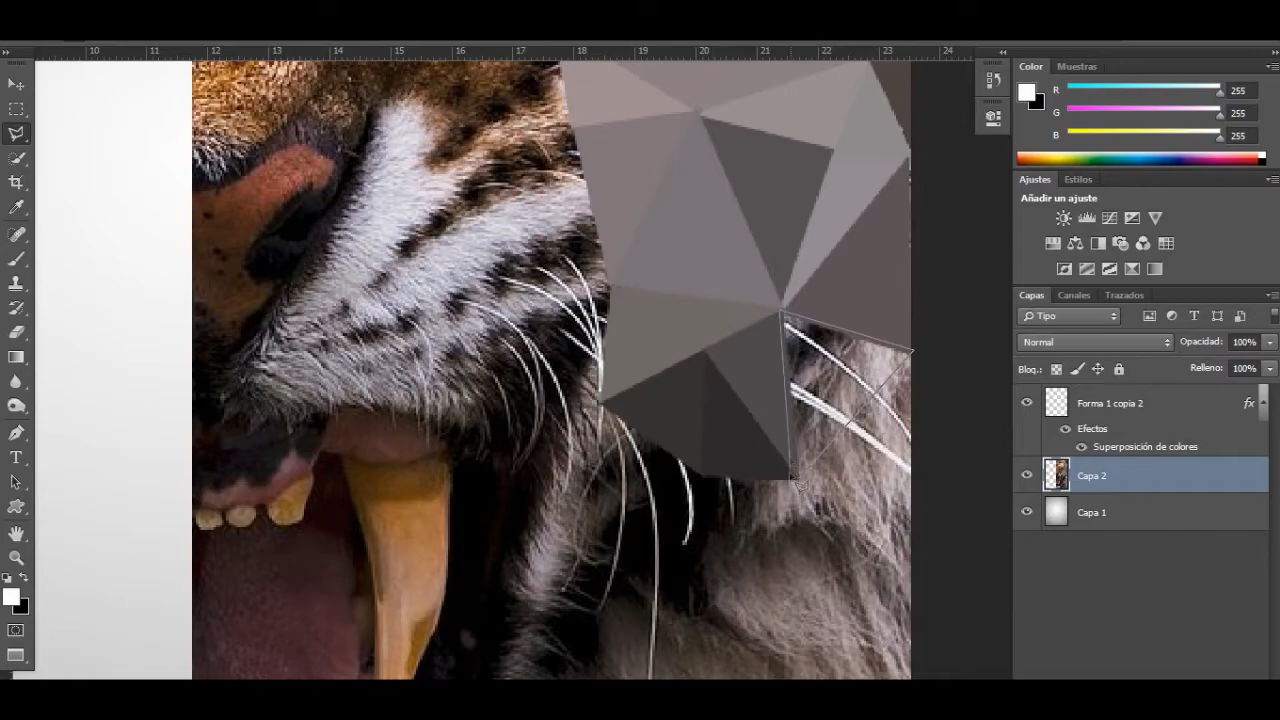 10 11 12 13 14 15 16 17 18 19 20 21 22 23 24
Color Muestras
R 255
G 255
B 255
Ajustes Estilos
Añadir un ajuste
Capas Canales Trazados
Tipo
Normal Opacidad: 100%
Bloq.: Relleno: 100%
Forma 1 copia 2 fx
Efectos
Superposición de colores
Capa 2
Capa 1